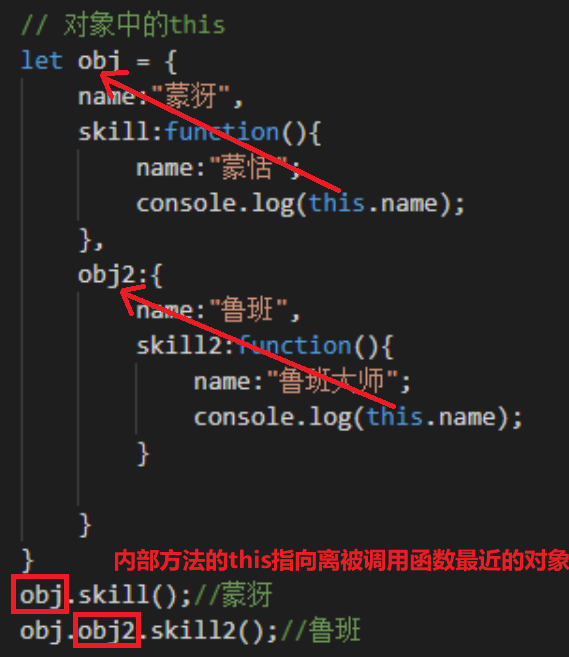 // 对象中的this
let obj = {
name:"蒙犽",
skill:function(){
name:"蒙恬";
console.log(this.name);
},
obj2:{
name:"鲁班",
skill2:function(){
name:"鲁班大师";
console.log(this.name);
}
}
}
内部方法的this指向离被调用函数最近的对象
obj.skill();//蒙犽
obj.obj2.skill2();//鲁班